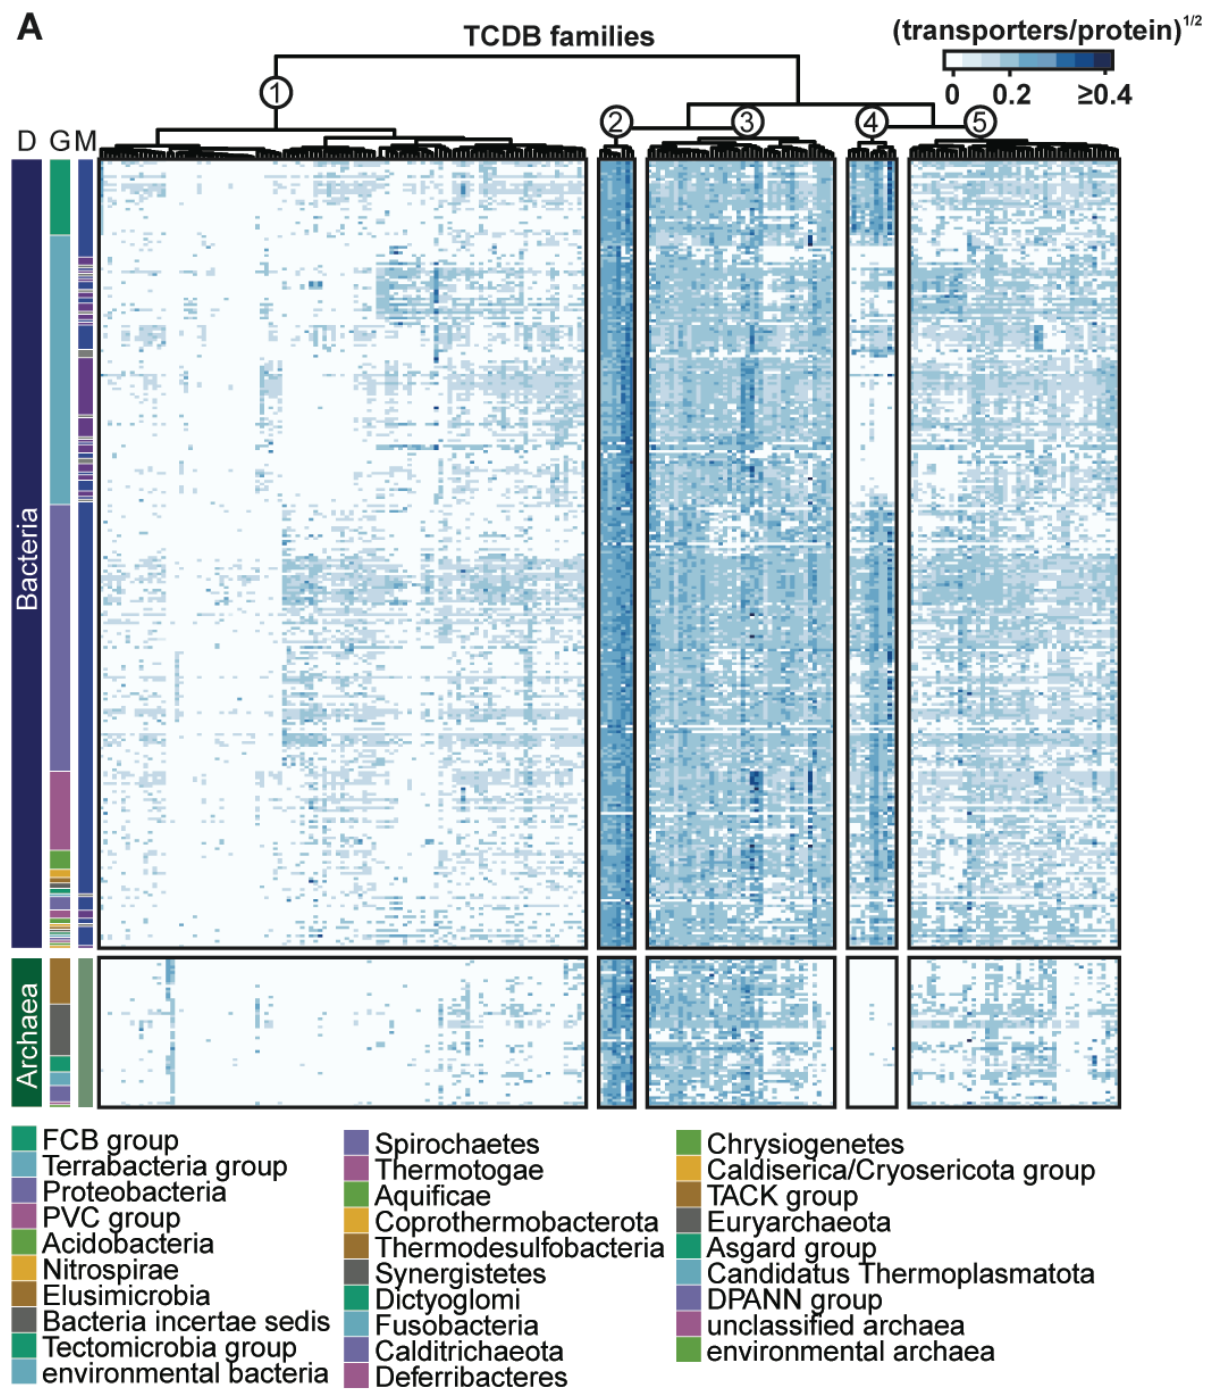 A
TCDB families
(transporters/protein)^1/2
0 0.2 ≥0.4
1
2 3 4 5
D G M
Bacteria
Archaea
FCB group
Terrabacteria group
Proteobacteria
PVC group
Acidobacteria
Nitrospirae
Elusimicrobia
Bacteria incertae sedis
Tectomicrobia group
environmental bacteria
Spirochaetes
Thermotogae
Aquificae
Coprothermobacterota
Thermodesulfobacteria
Synergistetes
Dictyoglomi
Fusobacteria
Calditrichaeota
Deferribacteres
Chrysiogenetes
Caldiserica/Cryosericota group
TACK group
Euryarchaeota
Asgard group
Candidatus Thermoplasmatota
DPANN group
unclassified archaea
environmental archaea